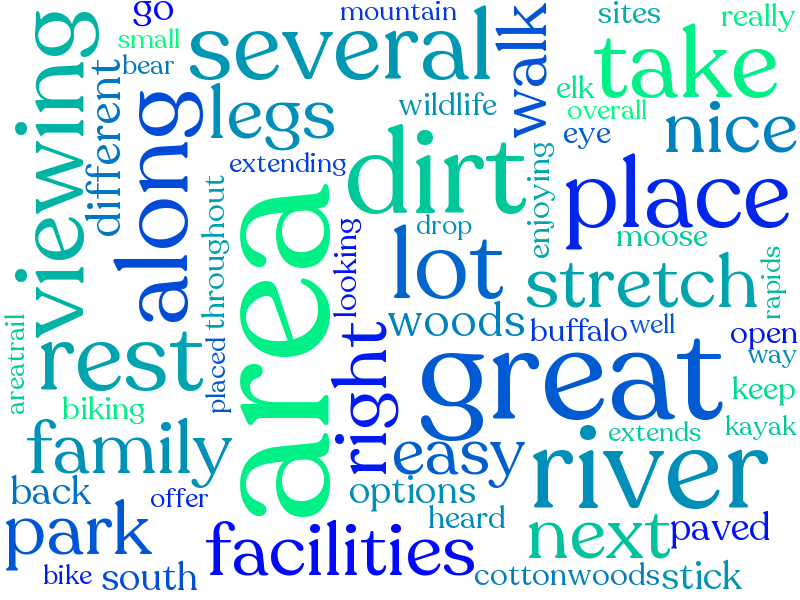 go
mountain
sites
really
small
several
walk
take
bear
viewing
different
along
legs
wildlife
elk
overall
nice
eye
extending
dirt
enjoying
place
area
drop
moose
throughout
looking
lot
stretch
rapids
placed
woods
buffalo
well
open
areatrail
rest
right
great
way
keep
biking
family
easy
extends
kayak
back
offer
options
river
park
heard
next
paved
facilities
bike
south
cottonwoods
stick